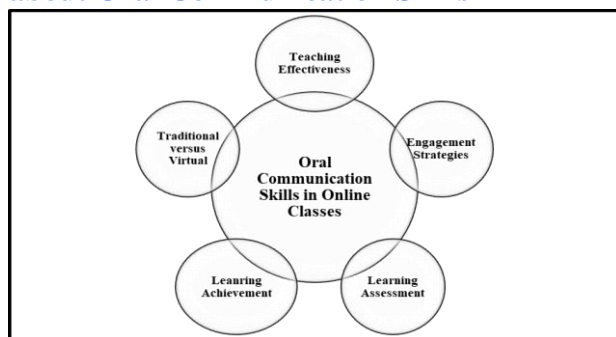 Teaching
Effectiveness
Traditional
versus
Virtual
Engagement
Strategies
Oral
Communication
Skills in Online
Classes
Leanring
Achievement
Learning
Assessment